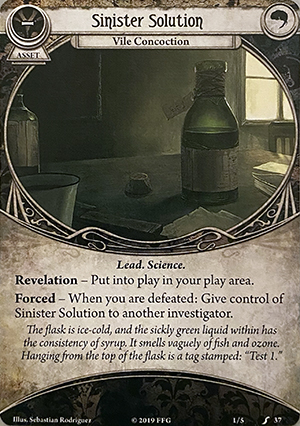 Sinister Solution
Vile Concoction
ASSET
Lead. Science.
Revelation – Put into play in your play area.
Forced – When you are defeated: Give control of
Sinister Solution to another investigator.
The flask is ice-cold, and the sickly green liquid within has
the consistency of syrup. It smells vaguely of fish and ozone.
Hanging from the top of the flask is a tag stamped: “Test 1.”
Illus. Sebastian Rodriguez
© 2019 FFG
1/5
37